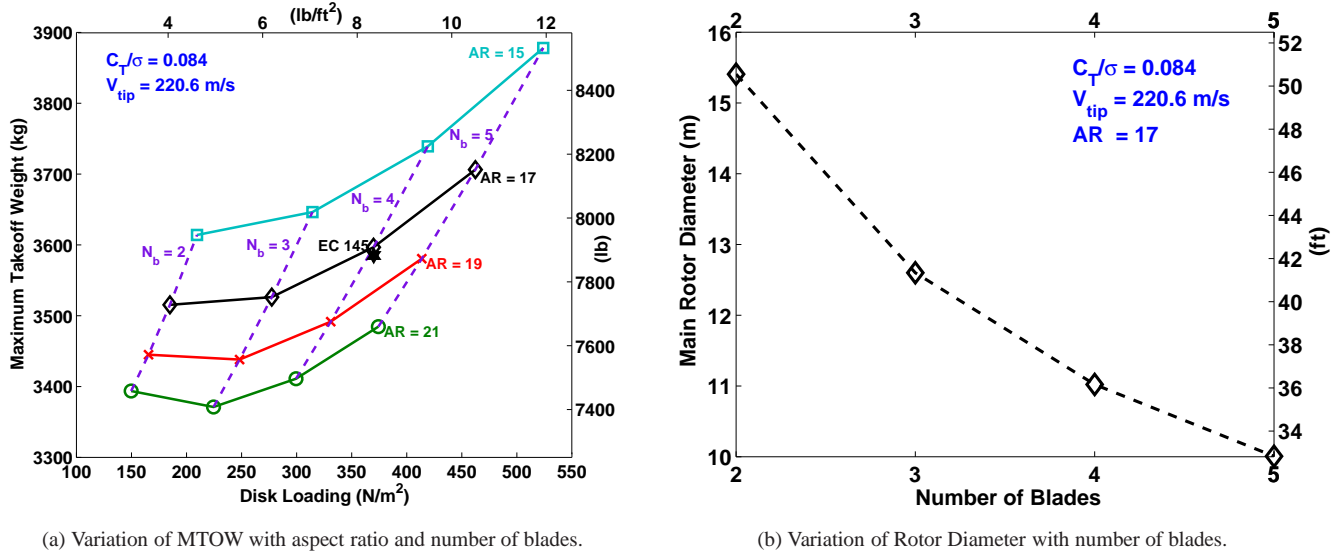 (lb/ft²)
4 6 8 10 12
3900
3800
3700
3600
3500
3400
3300
Maximum Takeoff Weight (kg)
C_T/σ = 0.084
V_tip = 220.6 m/s
AR = 15
N_b = 5
AR = 17
N_b = 4
EC 145
N_b = 3
N_b = 2
AR = 19
AR = 21
8400
8200
8000
7800
7600
7400
(lb)
100 150 200 250 300 350 400 450 500 550
Disk Loading (N/m²)
(a) Variation of MTOW with aspect ratio and number of blades.
2 3 4 5
16
15
14
13
12
11
10
Main Rotor Diameter (m)
C_T/σ = 0.084
V_tip = 220.6 m/s
AR = 17
52
50
48
46
44
42
40
38
36
34
(ft)
2 3 4 5
Number of Blades
(b) Variation of Rotor Diameter with number of blades.